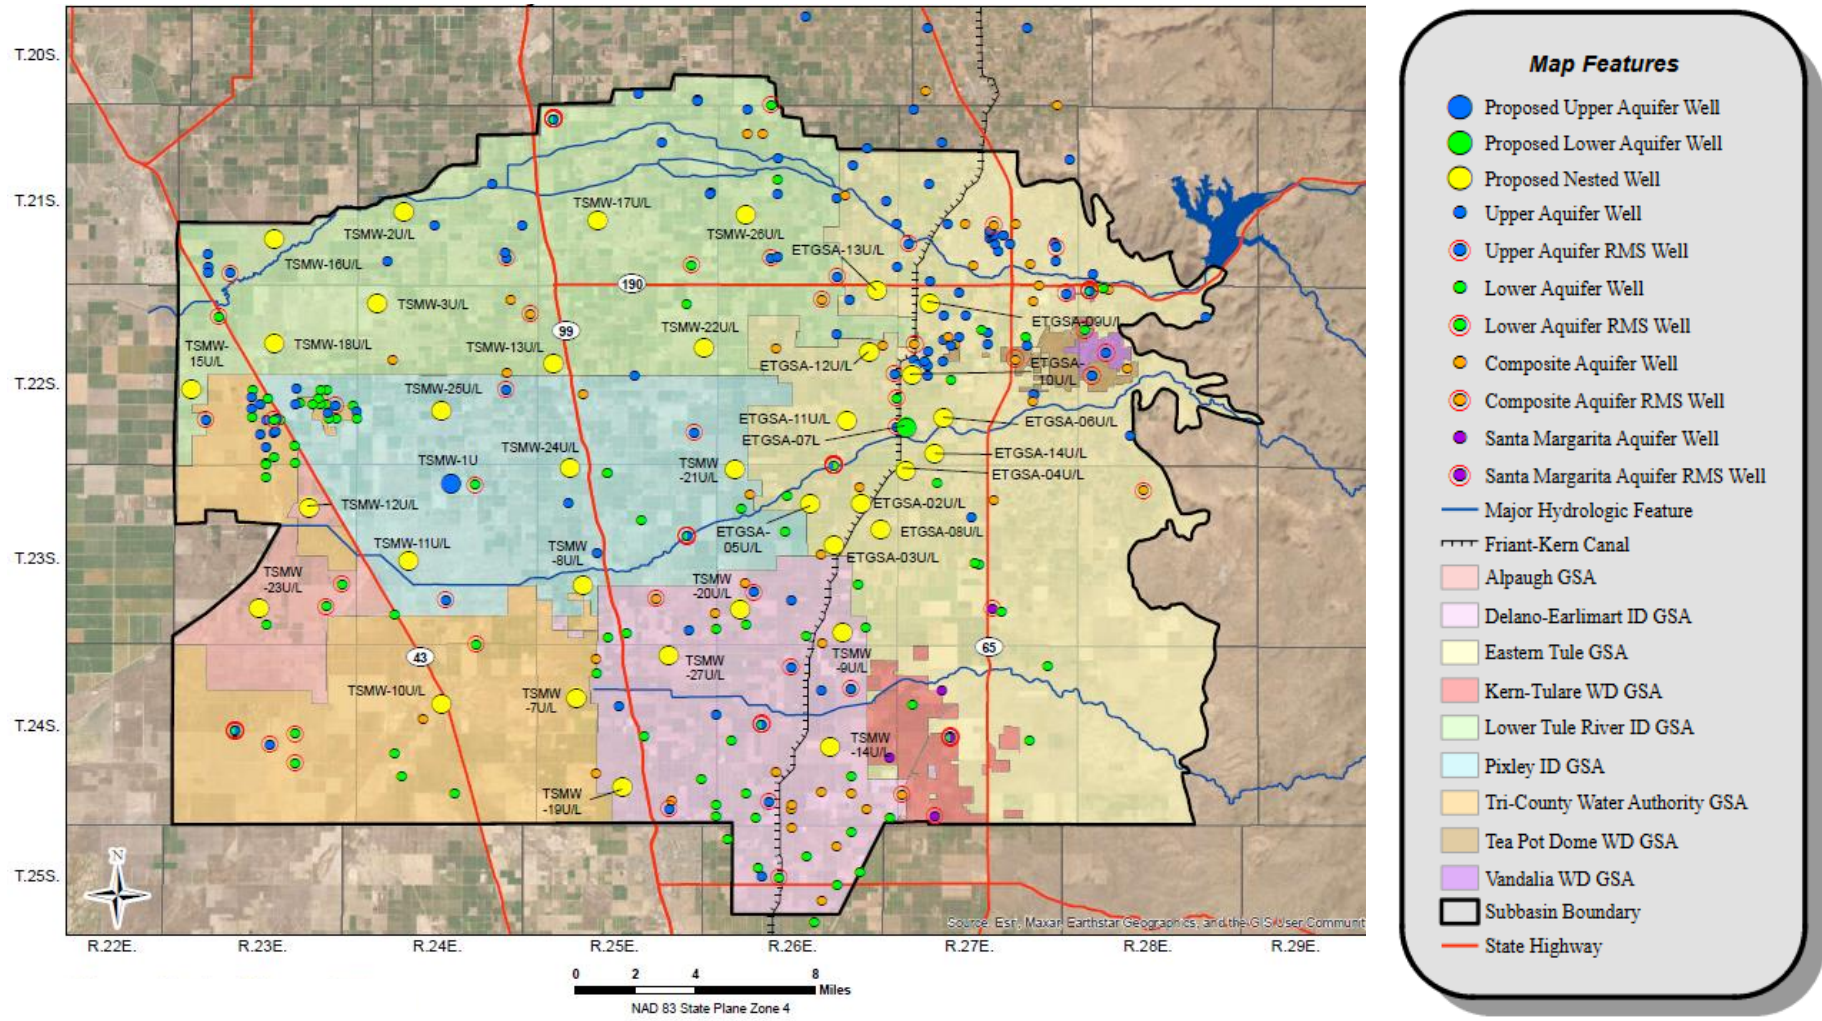 T.20S.
T.21S.
T.22S.
T.23S.
T.24S.
T.25S.
R.22E.
R.23E.
R.24E.
R.25E.
R.26E.
R.27E.
R.28E.
R.29E.
TSMW-17U/L
TSMW-2U/L
TSMW-26U/L
ETGSA-13U/L
TSMW-16U/L
190
TSMW-3U/L
99
TSMW-22U/L
ETGSA-09U/L
TSMW-
15U/L
TSMW-18U/L
TSMW-13U/L
ETGSA-12U/L
ETGSA-
10U/L
TSMW-25U/L
ETGSA-11U/L
ETGSA-06U/L
ETGSA-07L
TSMW-24U/L
TSMW-1U
TSMW
-21U/L
ETGSA-14U/L
ETGSA-04U/L
TSMW-12U/L
ETGSA-02U/L
ETGSA-
05U/L
ETGSA-08U/L
TSMW-11U/L
TSMW
-8U/L
ETGSA-03U/L
TSMW
-23U/L
TSMW
-20U/L
43
65
TSMW
-27U/L
TSMW
-9U/L
TSMW-10U/L
TSMW
-7U/L
TSMW
-14U/L
TSMW
-19U/L
N
Source: Esri, Maxar, Earthstar Geographics, and the GIS User Communit
0 2 4 8
Miles
NAD 83 State Plane Zone 4
Map Features
Proposed Upper Aquifer Well
Proposed Lower Aquifer Well
Proposed Nested Well
Upper Aquifer Well
Upper Aquifer RMS Well
Lower Aquifer Well
Lower Aquifer RMS Well
Composite Aquifer Well
Composite Aquifer RMS Well
Santa Margarita Aquifer Well
Santa Margarita Aquifer RMS Well
Major Hydrologic Feature
Friant-Kern Canal
Alpaugh GSA
Delano-Earlimart ID GSA
Eastern Tule GSA
Kern-Tulare WD GSA
Lower Tule River ID GSA
Pixley ID GSA
Tri-County Water Authority GSA
Tea Pot Dome WD GSA
Vandalia WD GSA
Subbasin Boundary
State Highway